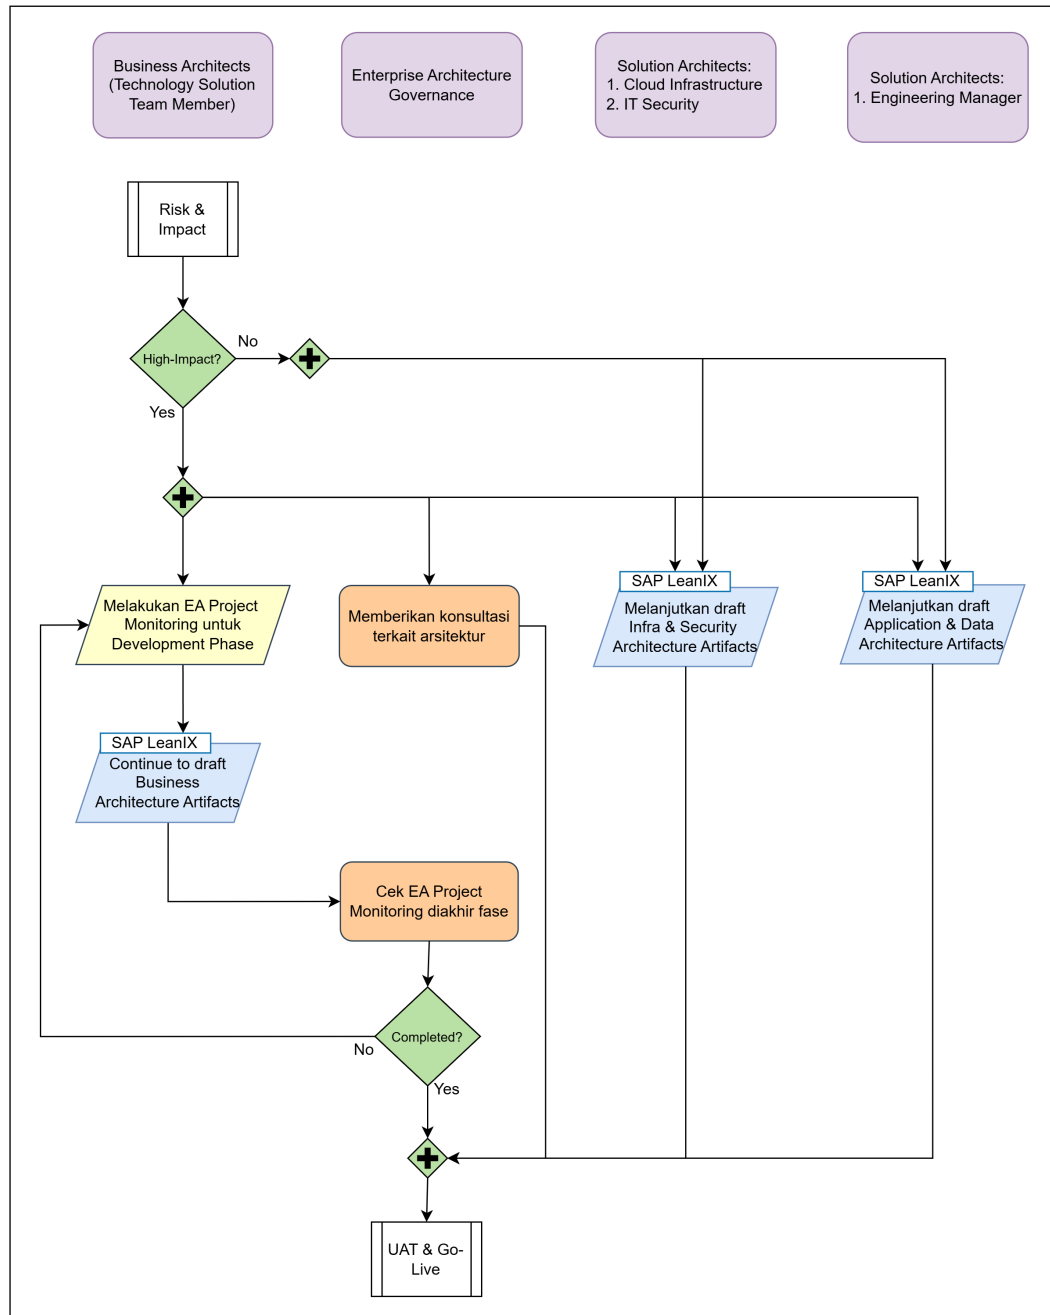 Business Architects
(Technology Solution
Team Member)
Enterprise Architecture
Governance
Solution Architects:
1. Cloud Infrastructure
2. IT Security
Solution Architects:
1. Engineering Manager
Risk &
Impact
High-Impact?
No
Yes
Melakukan EA Project
Monitoring untuk
Development Phase
Memberikan konsultasi
terkait arsitektur
SAP LeanIX
Melanjutkan draft
Infra & Security
Architecture Artifacts
SAP LeanIX
Melanjutkan draft
Application & Data
Architecture Artifacts
SAP LeanIX
Continue to draft
Business
Architecture Artifacts
Cek EA Project
Monitoring diakhir fase
Completed?
No
Yes
UAT & Go-
Live